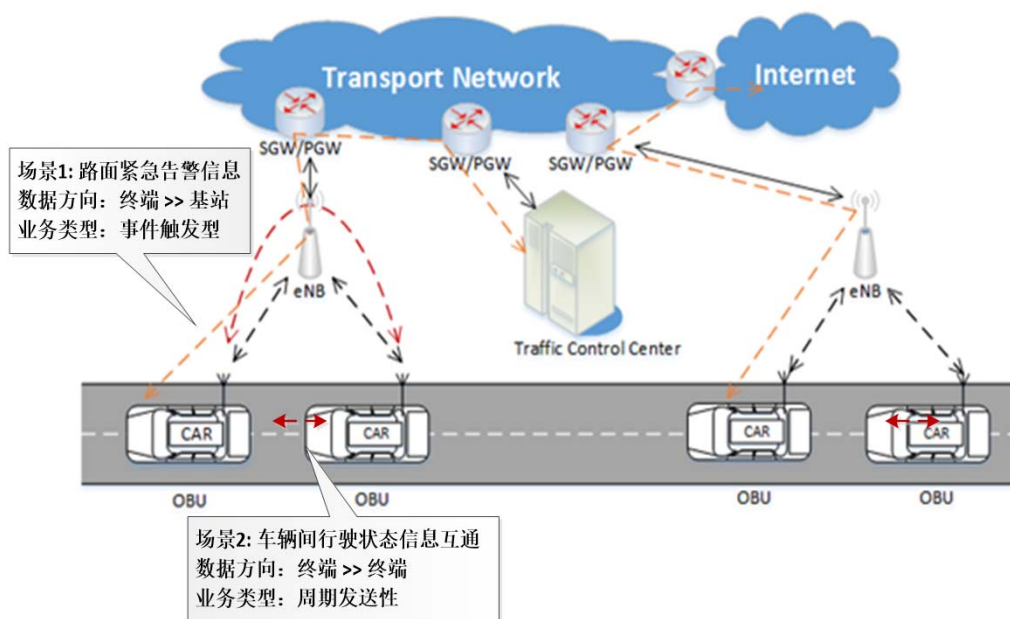 Transport Network
Internet
SGW/PGW
SGW/PGW
SGW/PGW
场景1: 路面紧急告警信息
数据方向：终端 >> 基站
业务类型：事件触发型
eNB
eNB
Traffic Control Center
CAR
CAR
CAR
CAR
OBU
OBU
OBU
OBU
场景2: 车辆间行驶状态信息互通
数据方向：终端 >> 终端
业务类型：周期发送性